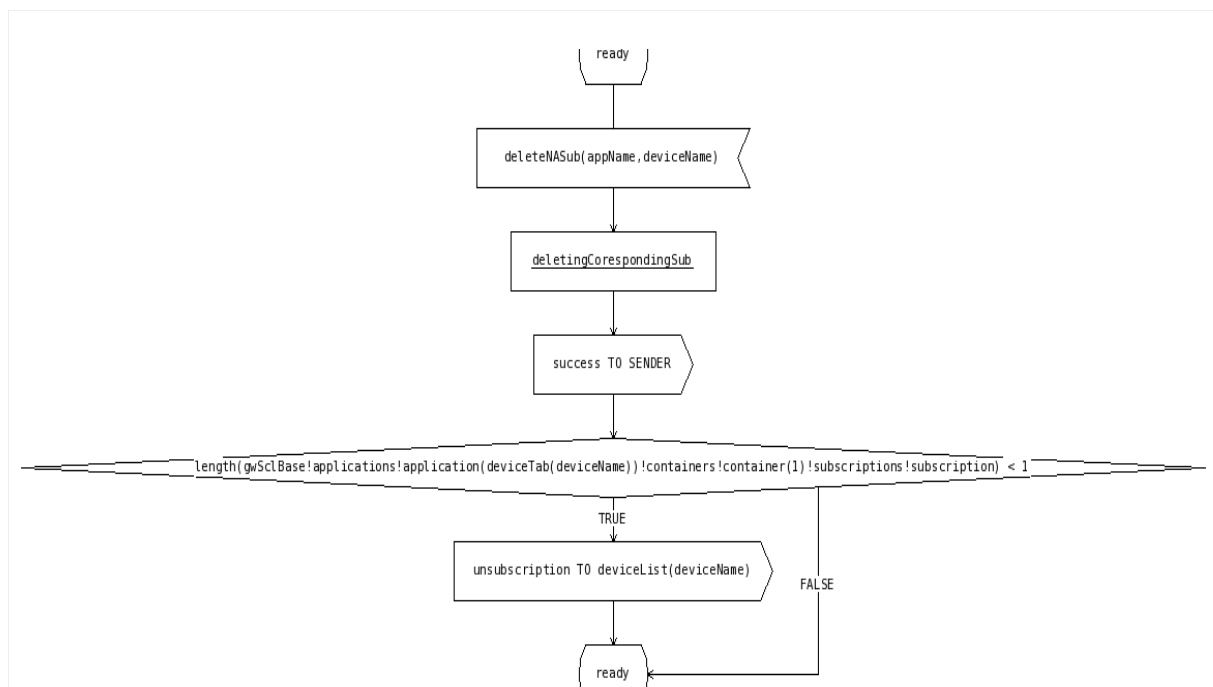 ready
deleteNASub(appName,deviceName)
deletingCorespondingSub
success TO SENDER
length(gwSclBase!applications!application(deviceTab(deviceName))!containers!container(1)!subscriptions!subscription) < 1
TRUE
unsubscription TO deviceList(deviceName)
FALSE
ready